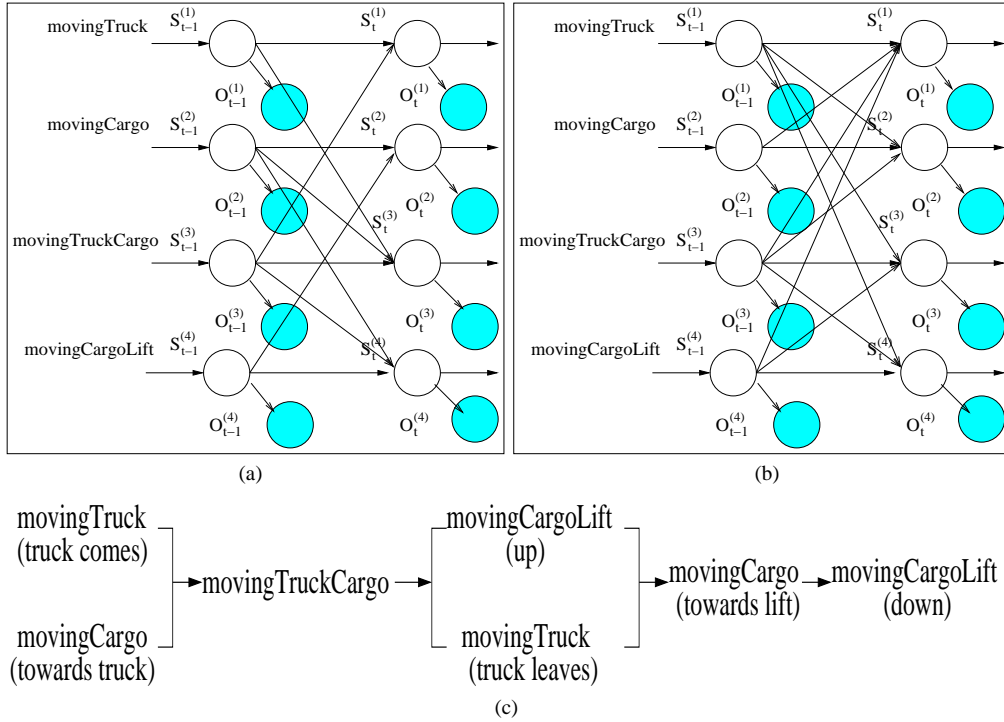 movingTruck
S_{t-1}^{(1)}
S_t^{(1)}
O_{t-1}^{(1)}
O_t^{(1)}
movingCargo
S_{t-1}^{(2)}
S_t^{(2)}
O_{t-1}^{(2)}
O_t^{(2)}
movingTruckCargo
S_{t-1}^{(3)}
S_t^{(3)}
O_{t-1}^{(3)}
O_t^{(3)}
movingCargoLift
S_{t-1}^{(4)}
S_t^{(4)}
O_{t-1}^{(4)}
O_t^{(4)}
(a)
movingTruck
S_{t-1}^{(1)}
S_t^{(1)}
O_{t-1}^{(1)}
O_t^{(1)}
movingCargo
S_{t-1}^{(2)}
S_t^{(2)}
O_{t-1}^{(2)}
O_t^{(2)}
movingTruckCargo
S_{t-1}^{(3)}
S_t^{(3)}
O_{t-1}^{(3)}
O_t^{(3)}
movingCargoLift
S_{t-1}^{(4)}
S_t^{(4)}
O_{t-1}^{(4)}
O_t^{(4)}
(b)
movingTruck
(truck comes)
movingCargo
(towards truck)
movingTruckCargo
movingCargoLift
(up)
movingTruck
(truck leaves)
movingCargo
(towards lift)
movingCargoLift
(down)
(c)